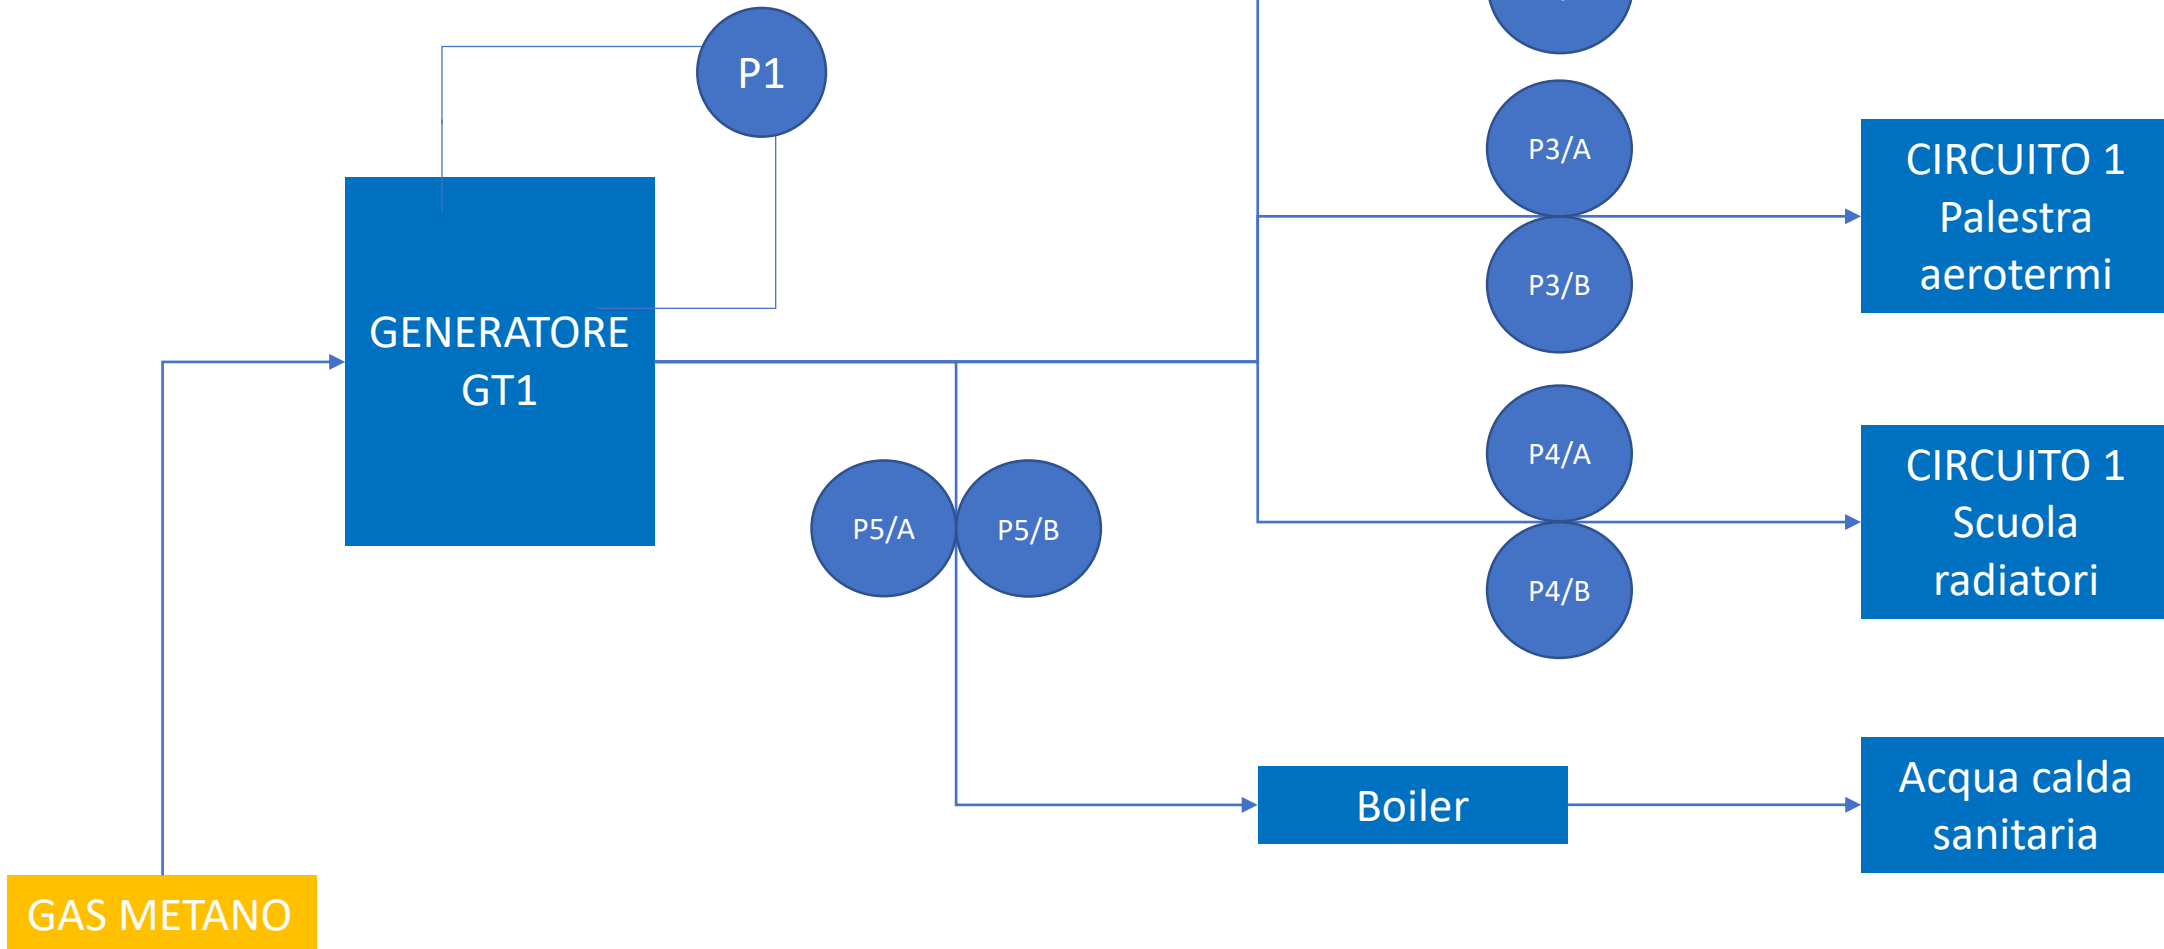 P1
P3/A
P3/B
CIRCUITO 1
Palestra
aerotermi
GENERATORE
GT1
P4/A
P4/B
CIRCUITO 1
Scuola
radiatori
P5/A
P5/B
Boiler
Acqua calda
sanitaria
GAS METANO